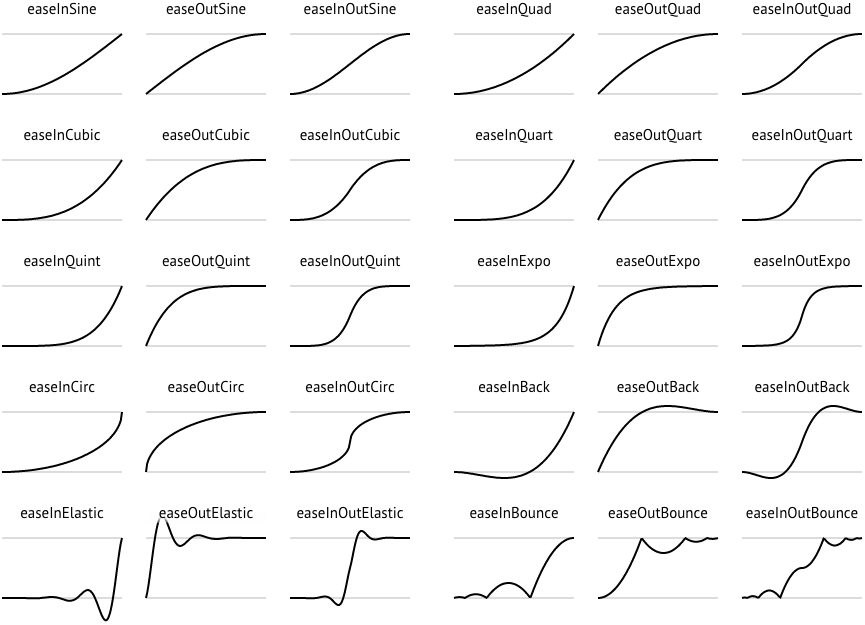 easeInSine easeOutSine easeInOutSine easeInQuad easeOutQuad easeInOutQuad
easeInCubic easeOutCubic easeInOutCubic easeInQuart easeOutQuart easeInOutQuart
easeInQuint easeOutQuint easeInOutQuint easeInExpo easeOutExpo easeInOutExpo
easeInCirc easeOutCirc easeInOutCirc easeInBack easeOutBack easeInOutBack
easeInElastic easeOutElastic easeInOutElastic easeInBounce easeOutBounce easeInOutBounce